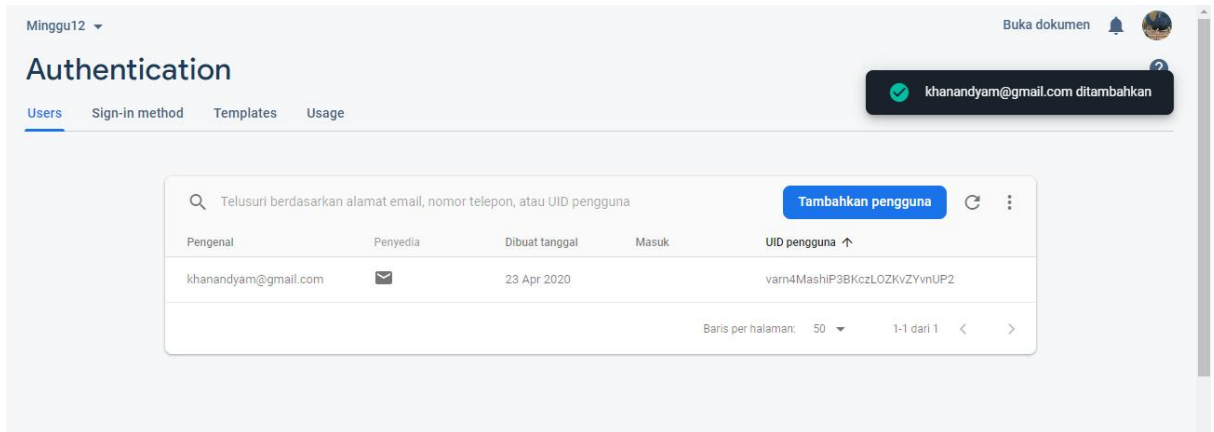 Minggu12
Buka dokumen
Authentication
khanandyam@gmail.com ditambahkan
Users Sign-in method Templates Usage
Telusuri berdasarkan alamat email, nomor telepon, atau UID pengguna
Tambahkan pengguna
Pengenal Penyedia Dibuat tanggal Masuk UID pengguna
khanandyam@gmail.com 23 Apr 2020 varn4MashiP3BKczLOZKvZYvnUP2
Baris per halaman: 50 1-1 dari 1